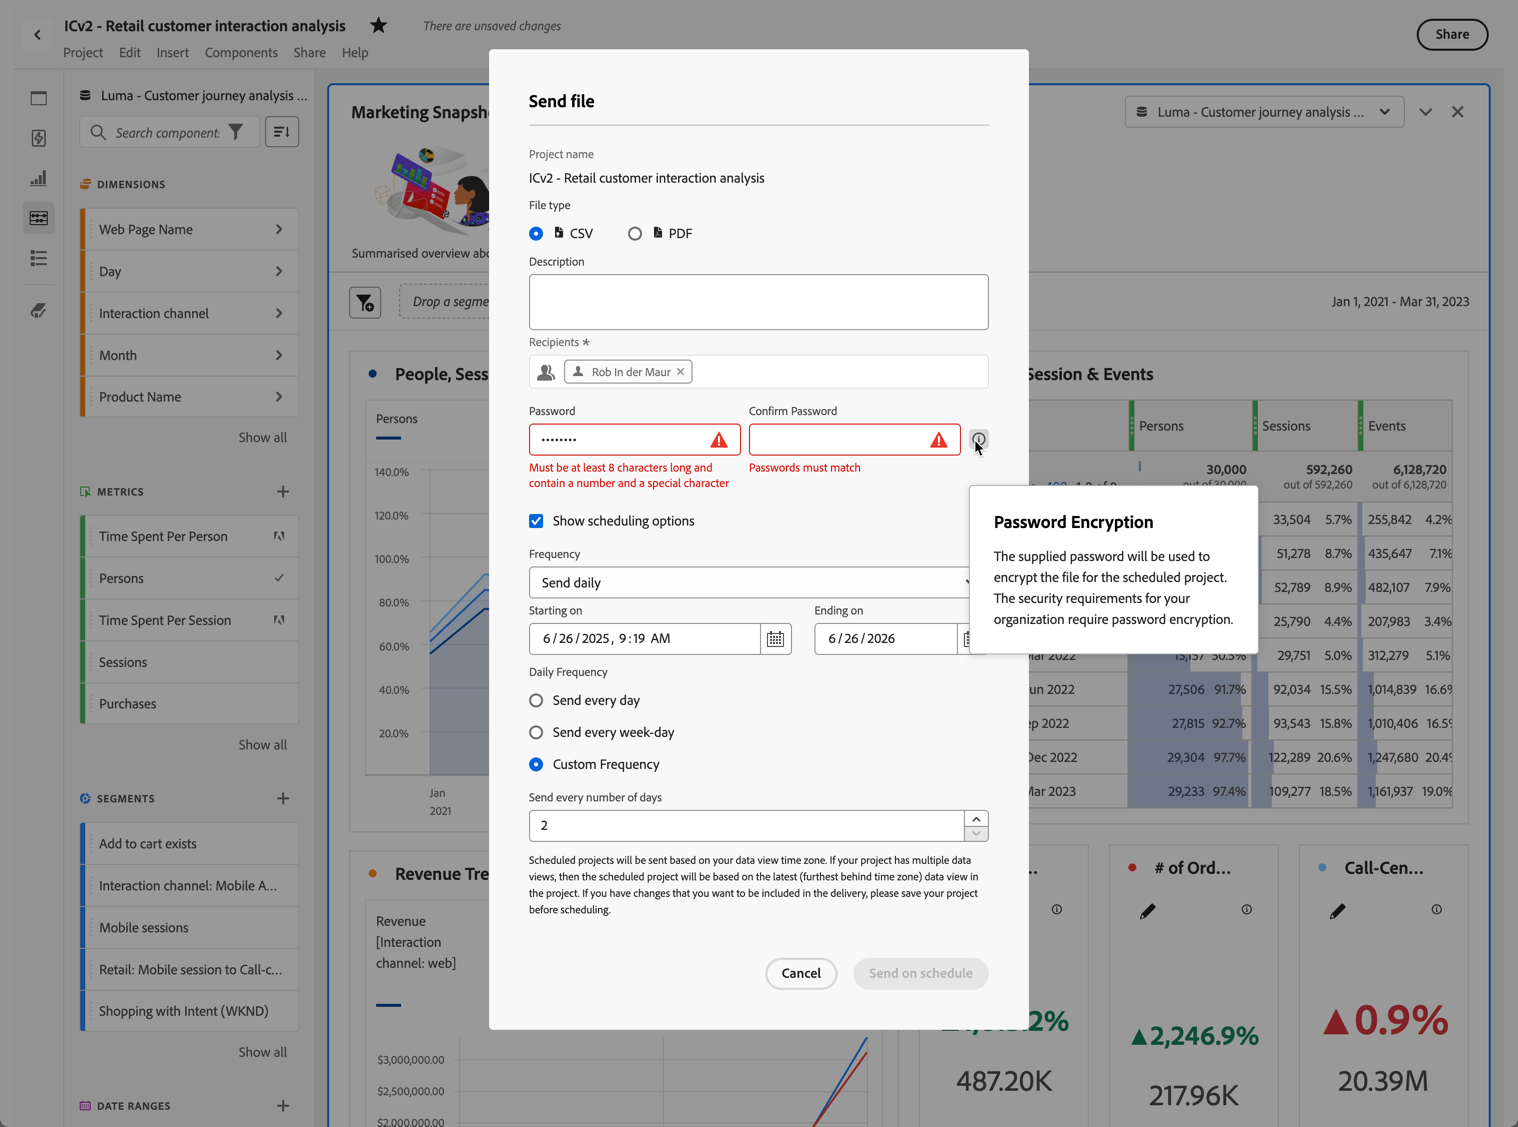 ICv2 - Retail customer interaction analysis
There are unsaved changes
Share
Project Edit Insert Components Share Help
Luma - Customer journey analysis ...
Search component:
DIMENSIONS
Web Page Name
Day
Interaction channel
Month
Product Name
Show all
METRICS
Time Spent Per Person
Persons
Time Spent Per Session
Sessions
Purchases
Show all
SEGMENTS
Add to cart exists
Interaction channel: Mobile A...
Mobile sessions
Retail: Mobile session to Call-c...
Shopping with Intent (WKND)
Show all
DATE RANGES
Marketing Snapsh
Luma - Customer journey analysis ...
Summarised overview abo
Drop a segme
Jan 1, 2021 - Mar 31, 2023
People, Sess
Persons
140.0%
120.0%
100.0%
80.0%
60.0%
40.0%
20.0%
Jan
2021
Revenue Tre
Revenue
[Interaction
channel: web]
$3,000,000.00
$2,500,000.00
$2,000,000.00
Send file
Project name
ICv2 - Retail customer interaction analysis
File type
CSV PDF
Description
Recipients *
Rob In der Maur
Password Confirm Password
••••••••
Must be at least 8 characters long and
contain a number and a special character
Passwords must match
Show scheduling options
Frequency
Send daily
Starting on Ending on
6/26/2025, 9:19 AM 6/26/2026
Daily Frequency
Send every day
Send every week-day
Custom Frequency
Send every number of days
2
Scheduled projects will be sent based on your data view time zone. If your project has multiple data
views, then the scheduled project will be based on the latest (furthest behind time zone) data view in
the project. If you have changes that you want to be included in the delivery, please save your project
before scheduling.
Cancel Send on schedule
Password Encryption
The supplied password will be used to
encrypt the file for the scheduled project.
The security requirements for your
organization require password encryption.
Session & Events
Persons Sessions Events
30,000 592,260 6,128,720
out of 30,000 out of 592,260 out of 6,128,720
33,504 5.7% 255,842 4.2%
51,278 8.7% 435,647 7.1%
52,789 8.9% 482,107 7.9%
25,790 4.4% 207,983 3.4%
Mar 2022 15,157 50.5% 29,751 5.0% 312,279 5.1%
un 2022 27,506 91.7% 92,034 15.5% 1,014,839 16.6%
ep 2022 27,815 92.7% 93,543 15.8% 1,010,406 16.5%
Dec 2022 29,304 97.7% 122,289 20.6% 1,247,680 20.4%
Mar 2023 29,233 97.4% 109,277 18.5% 1,161,937 19.0%
..
2%
487.20K
# of Ord...
▲2,246.9%
217.96K
Call-Cen...
▲0.9%
20.39M